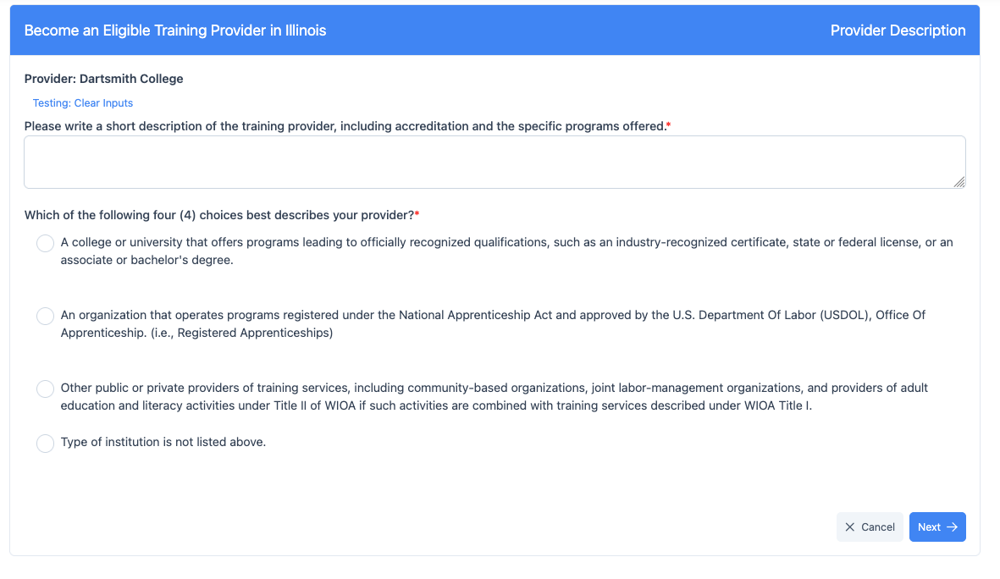 Become an Eligible Training Provider in Illinois
Provider Description
Provider: Dartsmith College
Testing: Clear Inputs
Please write a short description of the training provider, including accreditation and the specific programs offered.*
Which of the following four (4) choices best describes your provider?*
A college or university that offers programs leading to officially recognized qualifications, such as an industry-recognized certificate, state or federal license, or an
associate or bachelor's degree.
An organization that operates programs registered under the National Apprenticeship Act and approved by the U.S. Department Of Labor (USDOL), Office Of
Apprenticeship. (i.e., Registered Apprenticeships)
Other public or private providers of training services, including community-based organizations, joint labor-management organizations, and providers of adult
education and literacy activities under Title II of WIOA if such activities are combined with training services described under WIOA Title I.
Type of institution is not listed above.
Cancel
Next